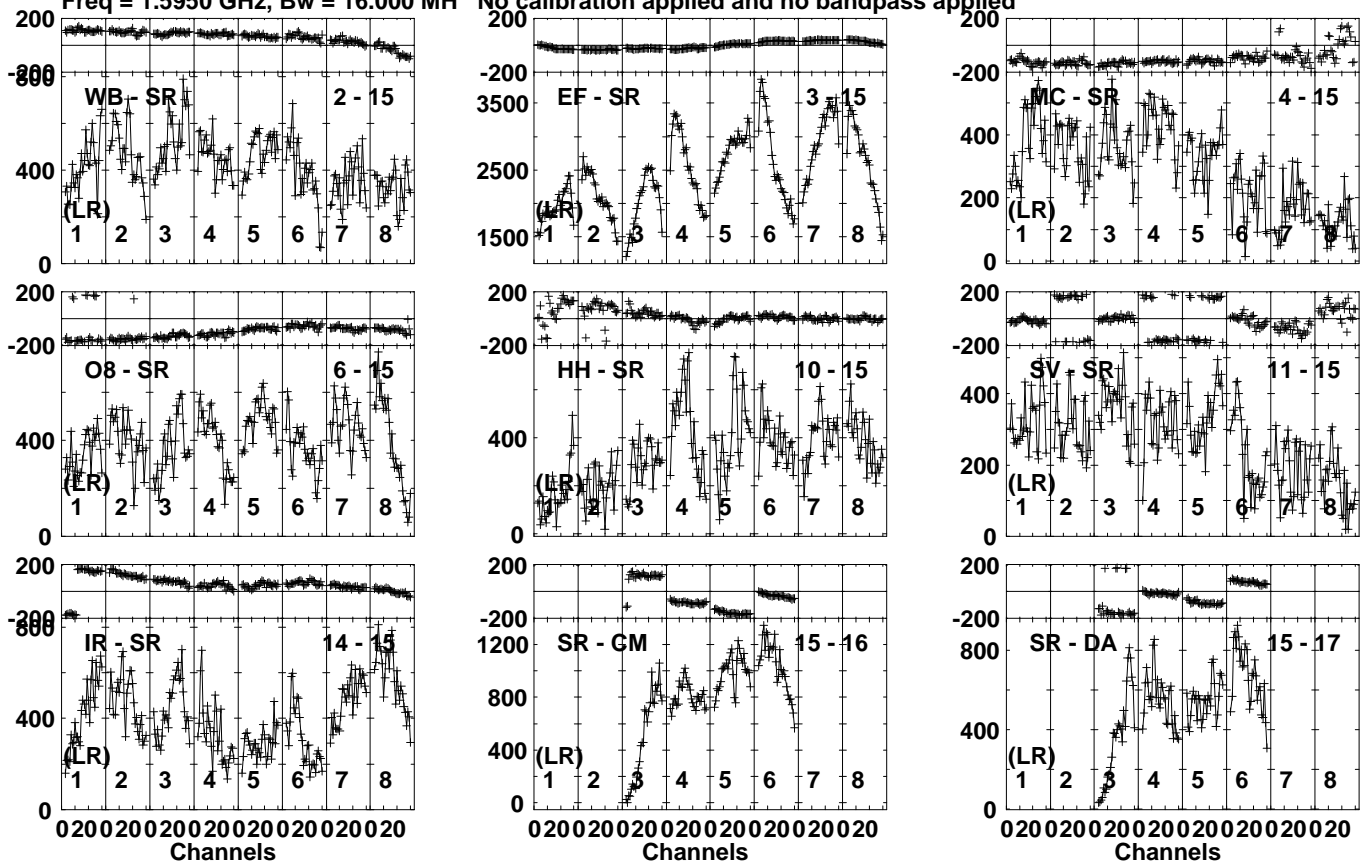 Freq = 1.5950 GHz, Bw = 16.000 MH No calibration applied and no bandpass applied
200
-200
800
400
0
WB - SR 2 - 15
(LR)
1 2 3 4 5 6 7 8
200
-200
3500
2500
1500
EF - SR 3 - 15
(LR)
1 2 3 4 5 6 7 8
200
-200
400
200
0
MC - SR 4 - 15
(LR)
1 2 3 4 5 6 7 8
200
-200
400
0
O8 - SR 6 - 15
(LR)
1 2 3 4 5 6 7 8
200
-200
400
0
HH - SR 10 - 15
(LR)
1 2 3 4 5 6 7 8
200
-200
400
200
0
SV - SR 11 - 15
(LR)
1 2 3 4 5 6 7 8
200
-200
800
400
0
IR - SR 14 - 15
(LR)
1 2 3 4 5 6 7 8
0 20 0 20 0 20 0 20 0 20 0 20 0 20 0 20
Channels
200
-200
1200
800
400
0
SR - CM 15 - 16
(LR)
1 2 3 4 5 6 7 8
0 20 0 20 0 20 0 20 0 20 0 20 0 20 0 20
Channels
200
-200
800
400
0
SR - DA 15 - 17
(LR)
1 2 3 4 5 6 7 8
0 20 0 20 0 20 0 20 0 20 0 20 0 20 0 20
Channels